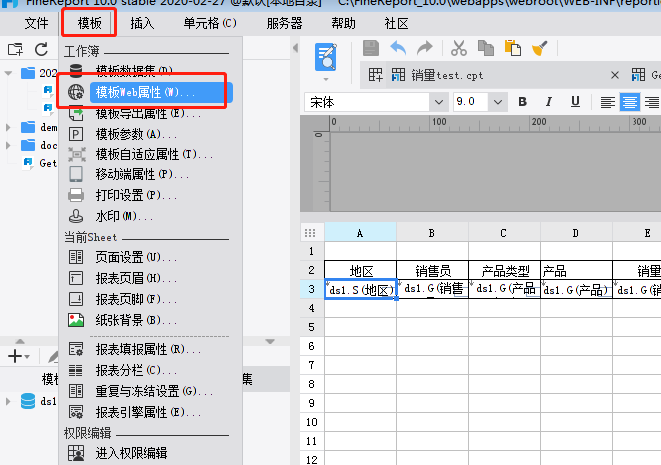 FineReport 10.0 stable 2020-02-27 @默认[本地目录] C:\FineReport_10.0\webapps\webroot\WEB-INF\reportle
文件 模板 插入 单元格(C) 服务器 帮助 社区
工作簿
模板数据集(D)
模板Web属性(W)...
模板导出属性(E)...
模板参数(A)...
模板自适应属性(T)...
移动端属性(P)...
打印设置(P)...
水印(M)...
当前Sheet
页面设置(U)...
报表页眉(H)...
报表页脚(F)...
纸张背景(B)...
报表填报属性(R)...
报表分栏(C)...
重复与冻结设置(G)...
报表引擎属性(E)...
权限编辑
进入权限编辑
202
dem
doc
Get
模板
集
ds1
销量test.cpt
Ge
宋体 9.0 B I U
0 100 200 300
0
A B C D E
1
2 地区 销售员 产品类型 产品 销量
3 ds1.S(地区) ds1.G(销售 ds1.G(产品 ds1.G(产品) ds1.G(销
4
5
6
7
8
9
10
11
12